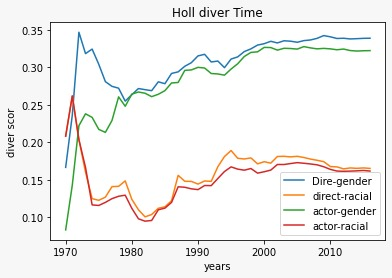 Holl diver Time
0.35
0.30
0.25
0.20
0.15
0.10
diver scor
1970
1980
1990
2000
2010
years
Dire-gender
direct-racial
actor-gender
actor-racial